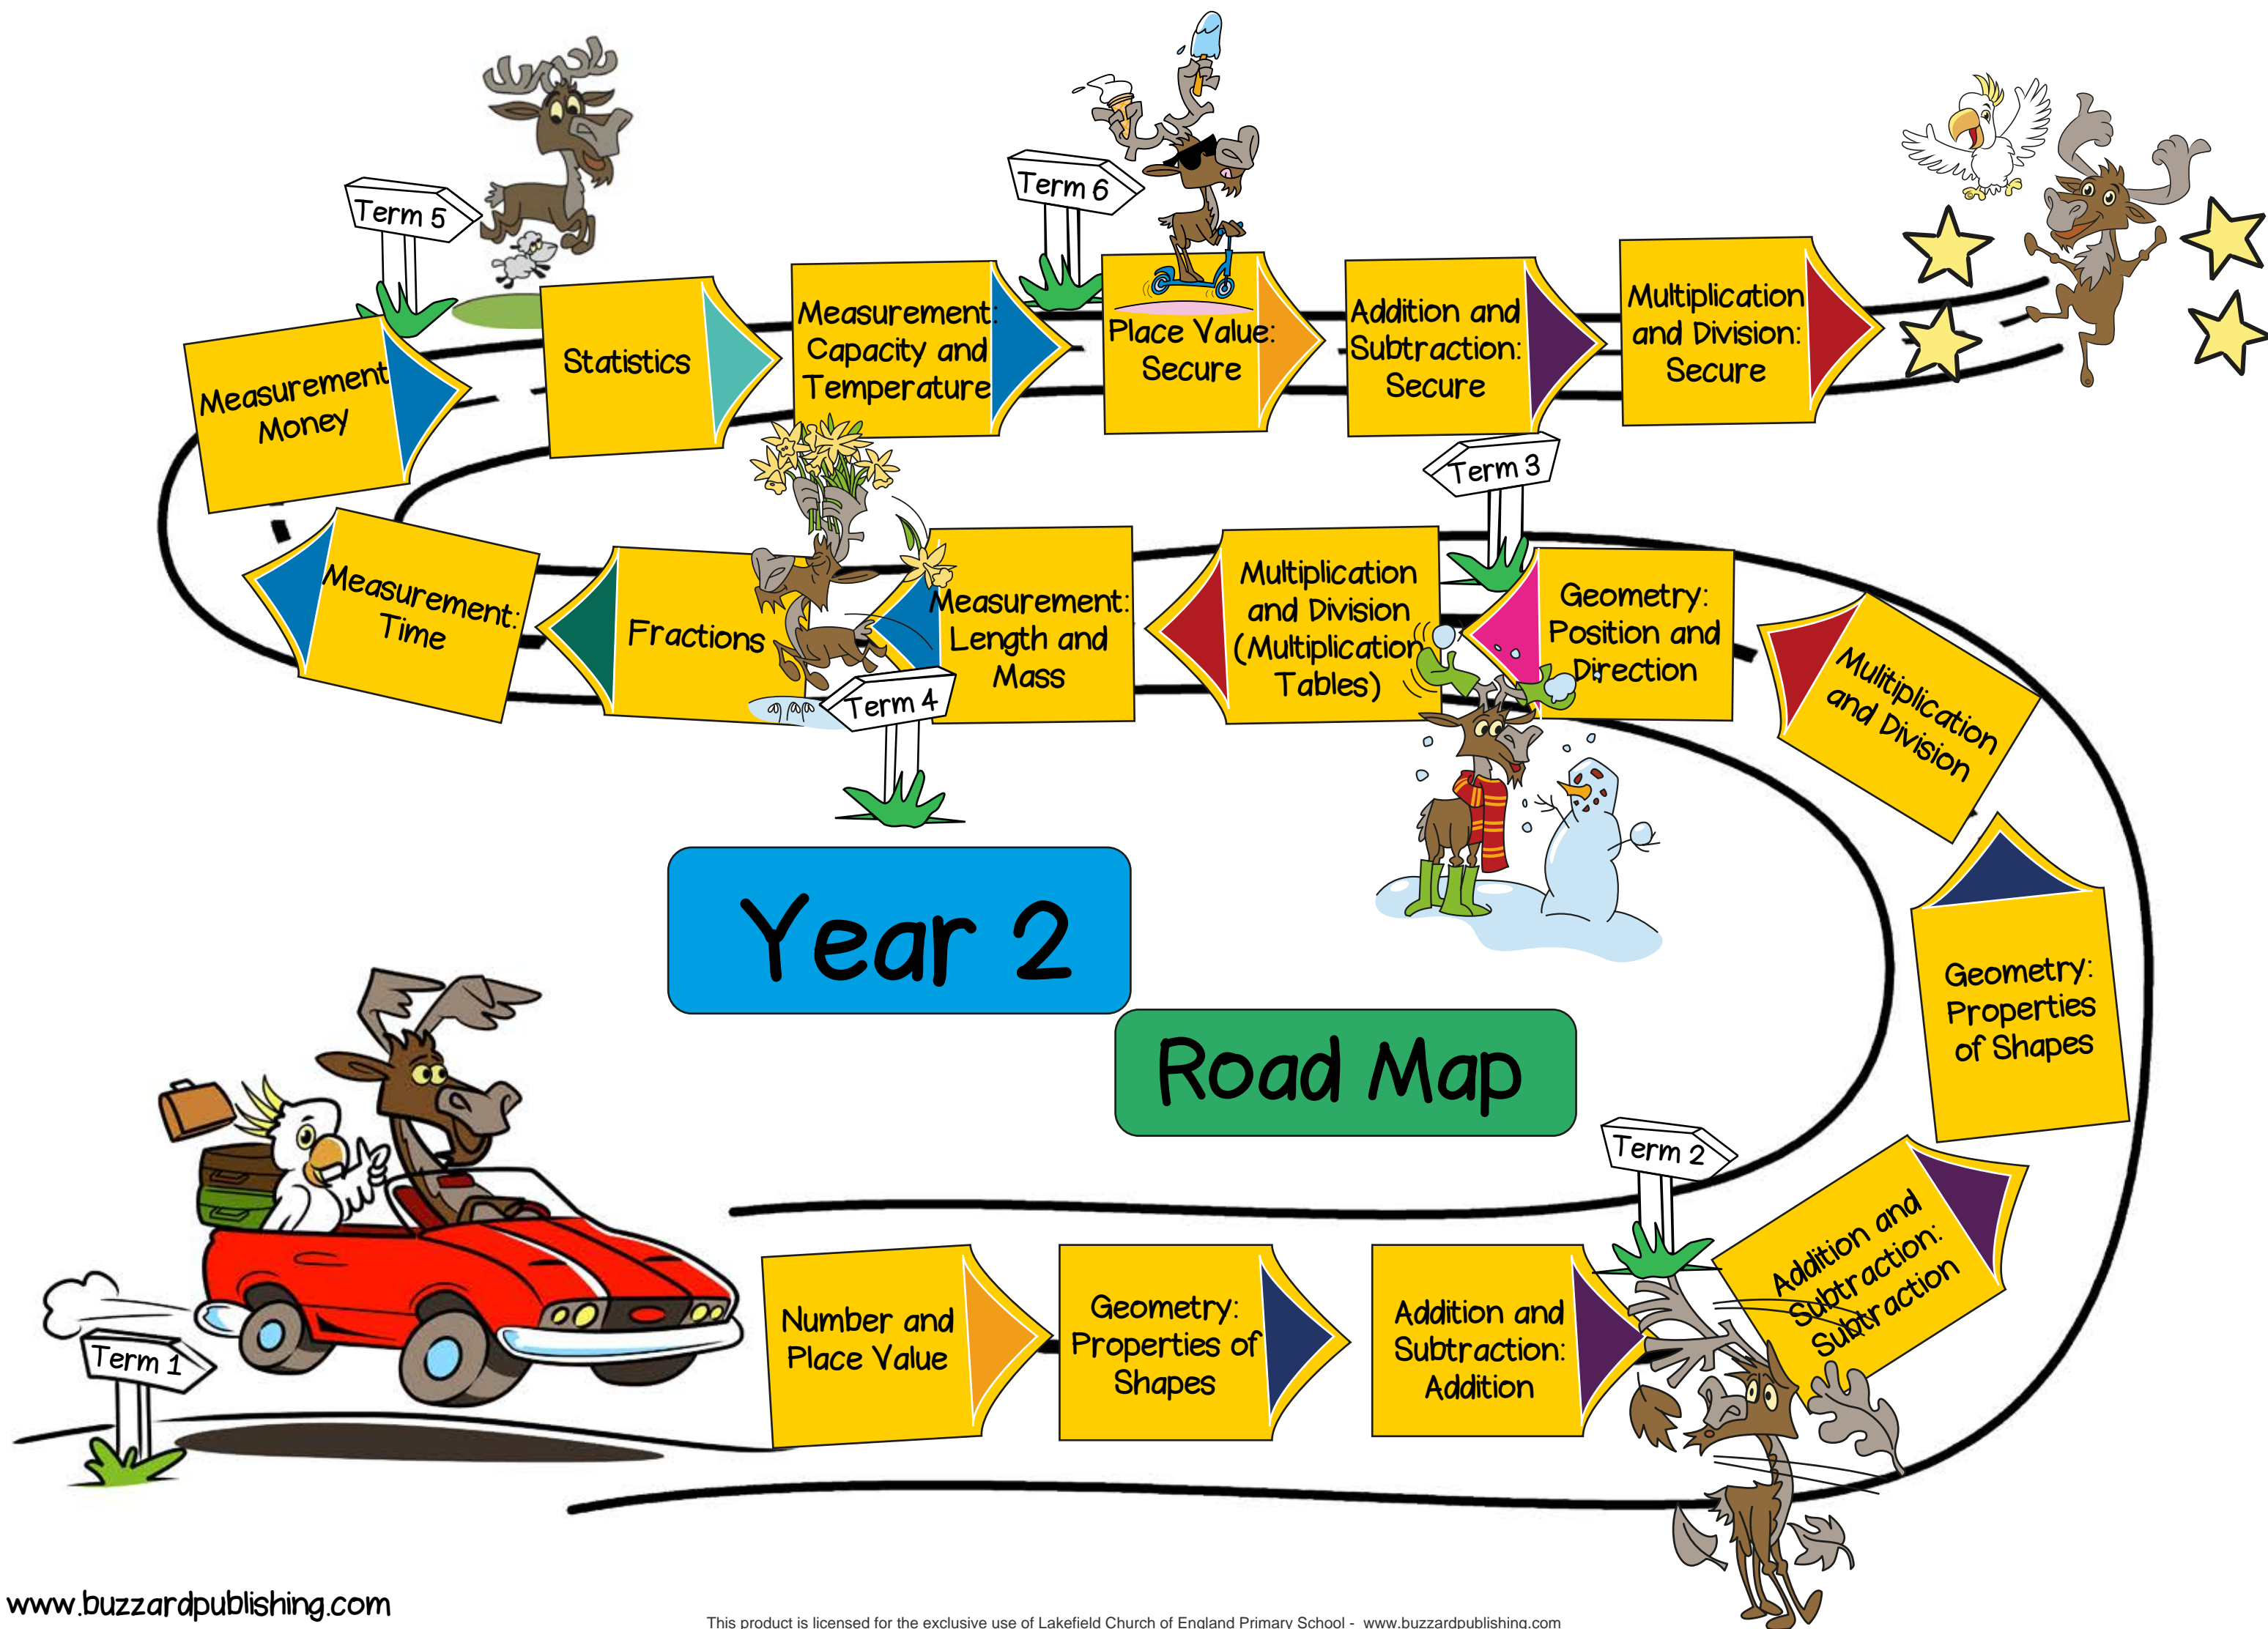 Term 5
Term 6
Measurement
Money
Statistics
Measurement:
Capacity and
Temperature
Place Value:
Secure
Addition and
Subtraction:
Secure
Multiplication
and Division:
Secure
Term 3
Measurement:
Time
Fractions
Measurement:
Length and
Mass
Multiplication
and Division
(Multiplication
Tables)
Geometry:
Position and
Direction
Mulitiplication
and Division
Term 4
Year 2
Road Map
Geometry:
Properties
of Shapes
Term 2
Addition and
Subtraction:
Subtraction
Term 1
Number and
Place Value
Geometry:
Properties of
Shapes
Addition and
Subtraction:
Addition
www.buzzardpublishing.com
This product is licensed for the exclusive use of Lakefield Church of England Primary School - www.buzzardpublishing.com